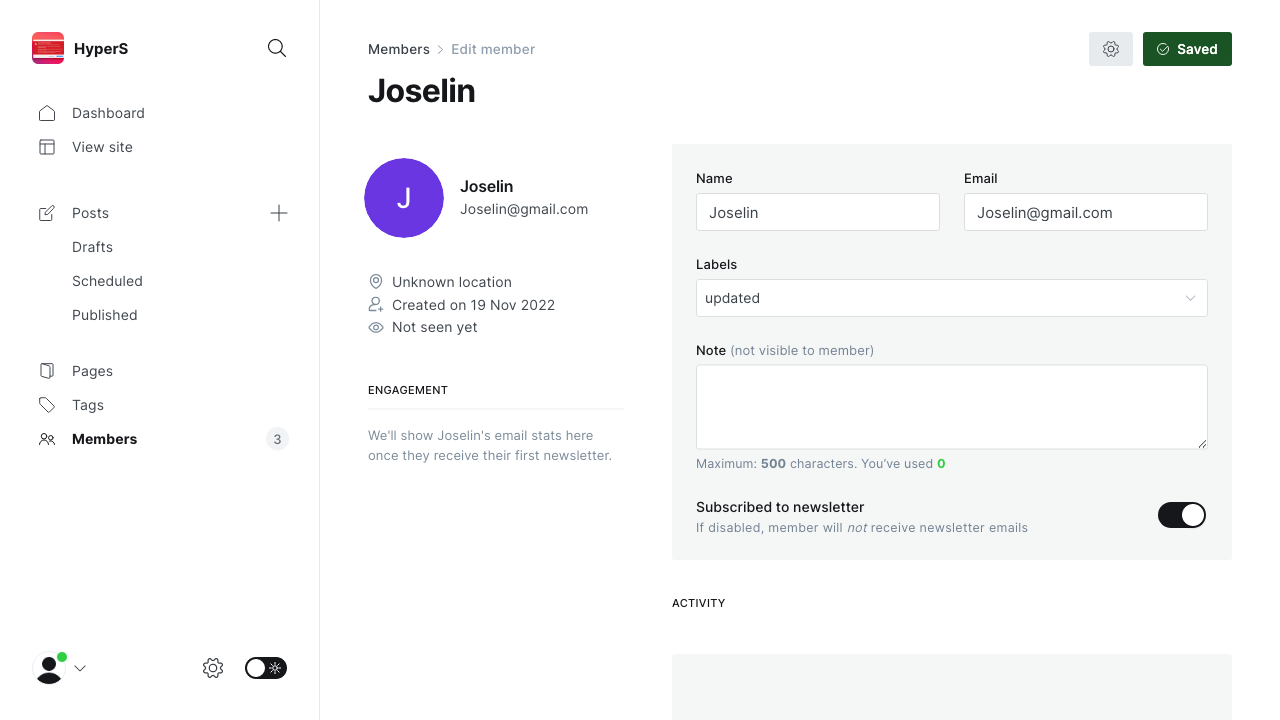 HyperS
Dashboard
View site
Posts
Drafts
Scheduled
Published
Pages
Tags
Members
3
Members
Edit member
Saved
Joselin
J
Joselin
Joselin@gmail.com
Unknown location
Created on 19 Nov 2022
Not seen yet
ENGAGEMENT
We'll show Joselin's email stats here
once they receive their first newsletter.
Name
Email
Joselin
Joselin@gmail.com
Labels
updated
Note (not visible to member)
Maximum: 500 characters. You've used 0
Subscribed to newsletter
If disabled, member will not receive newsletter emails
ACTIVITY